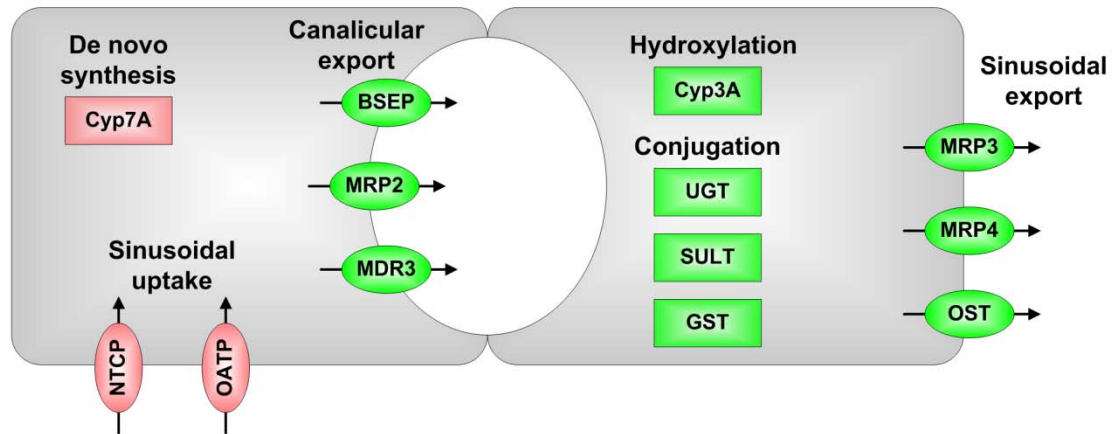 De novo
synthesis
Cyp7A
Canalicular
export
BSEP
MRP2
MDR3
Sinusoidal
uptake
NTCP
OATP
Hydroxylation
Cyp3A
Conjugation
UGT
SULT
GST
Sinusoidal
export
MRP3
MRP4
OST